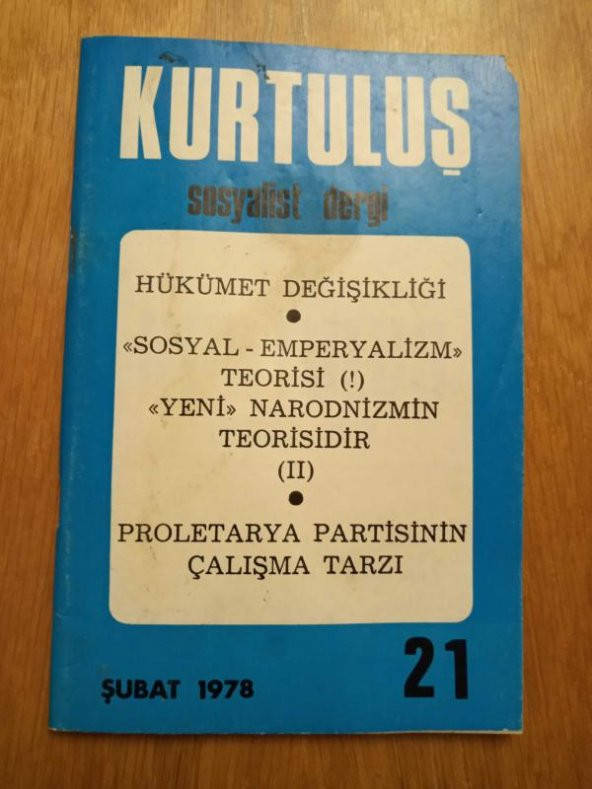 KURTULUŞ
sosyalist dergi
HÜKÜMET DEĞİŞİKLİĞİ
●
«SOSYAL - EMPERYALİZM»
TEORİSİ (!)
«YENİ» NARODNİZMİN
TEORİSİDİR
(II)
●
PROLETARYA PARTİSİNİN
ÇALIŞMA TARZI
ŞUBAT 1978
21